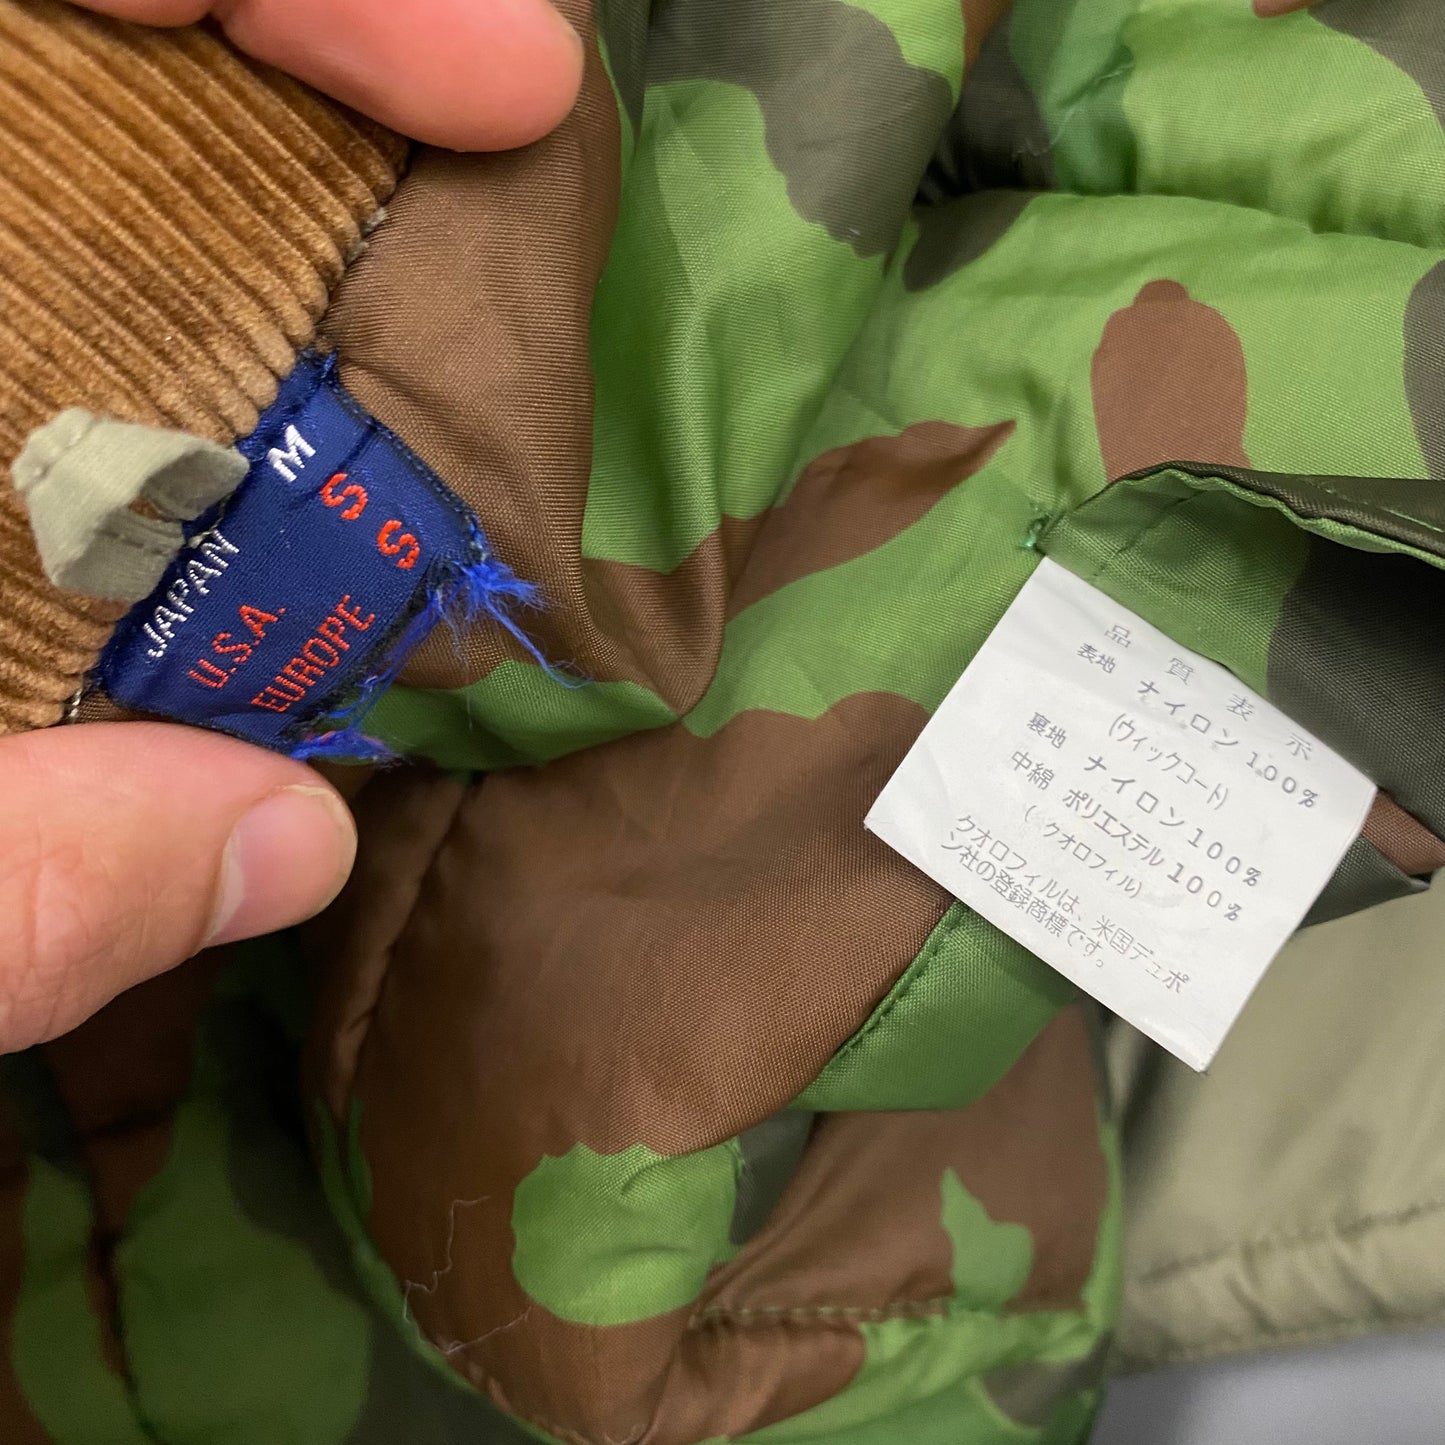 JAPAN M
U.S.A. S
EUROPE S
品質表示
表地 ナイロン100%
(ウィックコート)
裏地 ナイロン100%
中綿 ポリエステル100%
(クオロフィル)
クオロフィルは、米国デュポ
ン社の登録商標です。